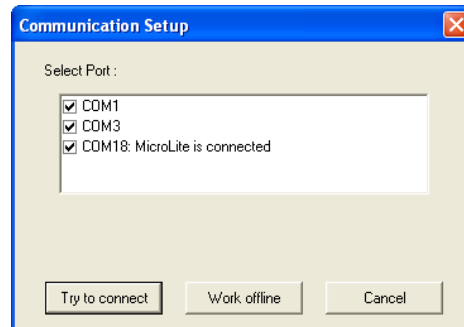 Communication Setup
Select Port :
COM1
COM3
COM18: MicroLite is connected
Try to connect
Work offline
Cancel